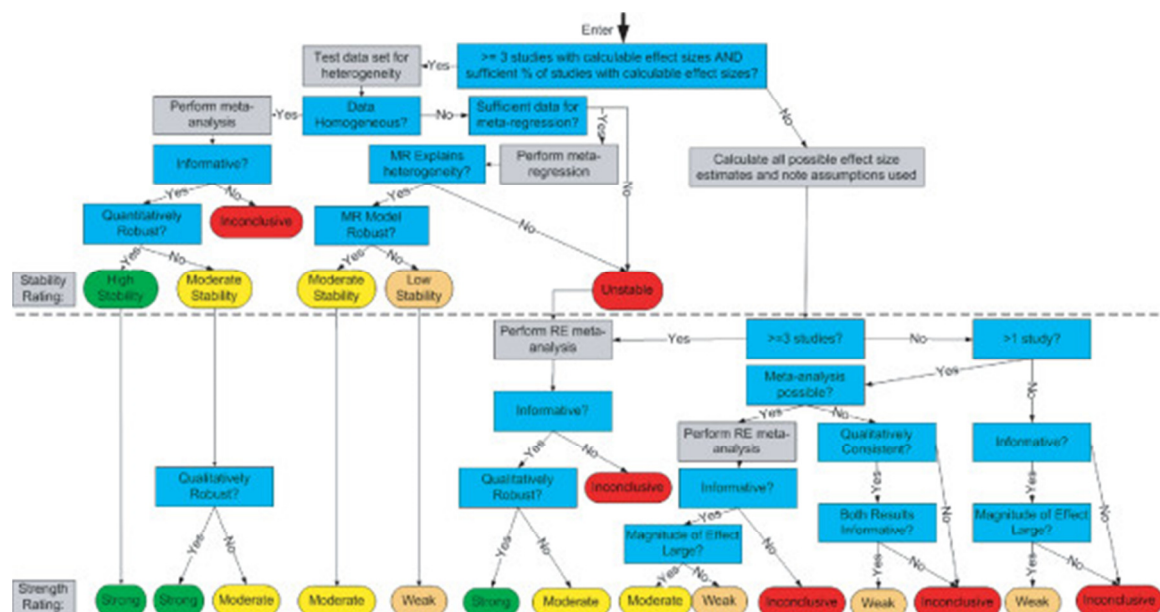 Enter
>= 3 studies with calculable effect sizes AND
sufficient % of studies with calculable effect sizes?
Yes
Test data set for
heterogeneity
No
Perform meta-
analysis
Yes
Data
Homogeneous?
No
Sufficient data for
meta-regression?
Yes
No
Informative?
MR Explains
heterogeneity?
Perform meta-
regression
Calculate all possible effect size
estimates and note assumptions used
Yes
No
Yes
No
Quantitatively
Robust?
Inconclusive
MR Model
Robust?
Yes
No
Yes
No
Stability
Rating:
High
Stability
Moderate
Stability
Moderate
Stability
Low
Stability
Unstable
Perform RE meta-
analysis
Yes
>=3 studies?
No
>1 study?
Yes
No
Meta-analysis
possible?
Informative?
Yes
No
Perform RE meta-
analysis
Qualitatively
Consistent?
Informative?
Yes
No
Yes
No
Yes
No
Qualitatively
Robust?
Qualitatively
Robust?
Inconclusive
Informative?
Both Results
Informative?
Magnitude of Effect
Large?
Yes
No
Magnitude of Effect
Large?
Yes
No
Yes
No
Yes
No
Yes
No
Yes
No
Strength
Rating:
Strong
Strong
Moderate
Moderate
Weak
Strong
Moderate
Moderate
Weak
Inconclusive
Weak
Inconclusive
Weak
Inconclusive